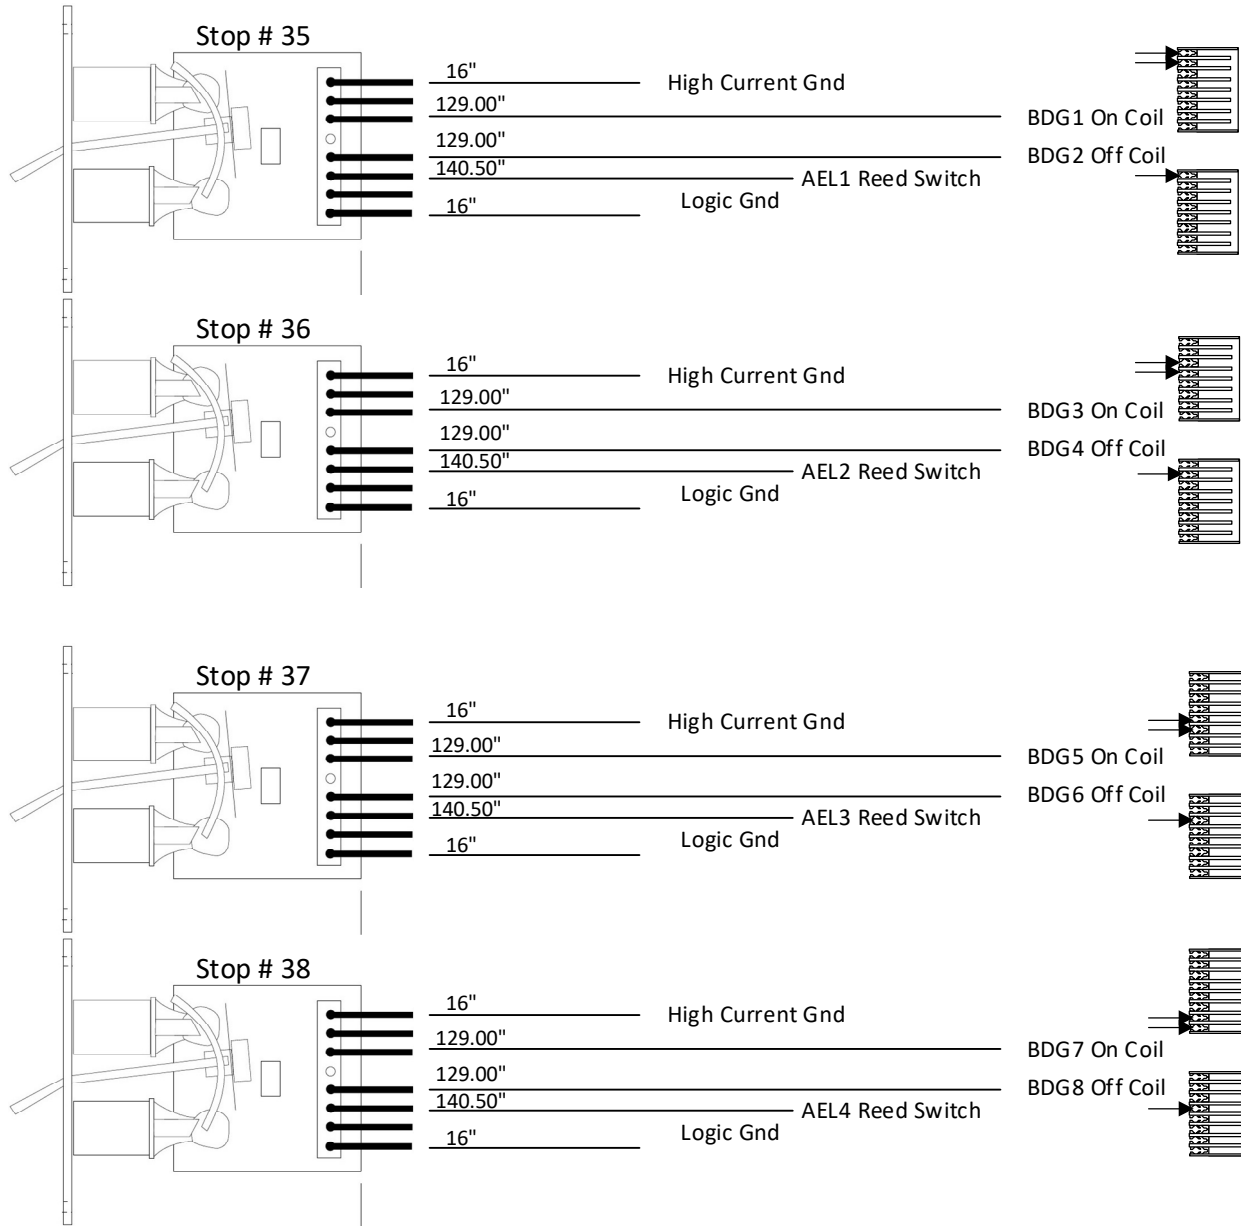 Stop # 35
16"
High Current Gnd
129.00"
BDG1 On Coil
129.00"
BDG2 Off Coil
140.50"
AEL1 Reed Switch
Logic Gnd
16"
Stop # 36
16"
High Current Gnd
129.00"
BDG3 On Coil
129.00"
BDG4 Off Coil
140.50"
AEL2 Reed Switch
Logic Gnd
16"
Stop # 37
16"
High Current Gnd
129.00"
BDG5 On Coil
129.00"
BDG6 Off Coil
140.50"
AEL3 Reed Switch
Logic Gnd
16"
Stop # 38
16"
High Current Gnd
129.00"
BDG7 On Coil
129.00"
BDG8 Off Coil
140.50"
AEL4 Reed Switch
Logic Gnd
16"